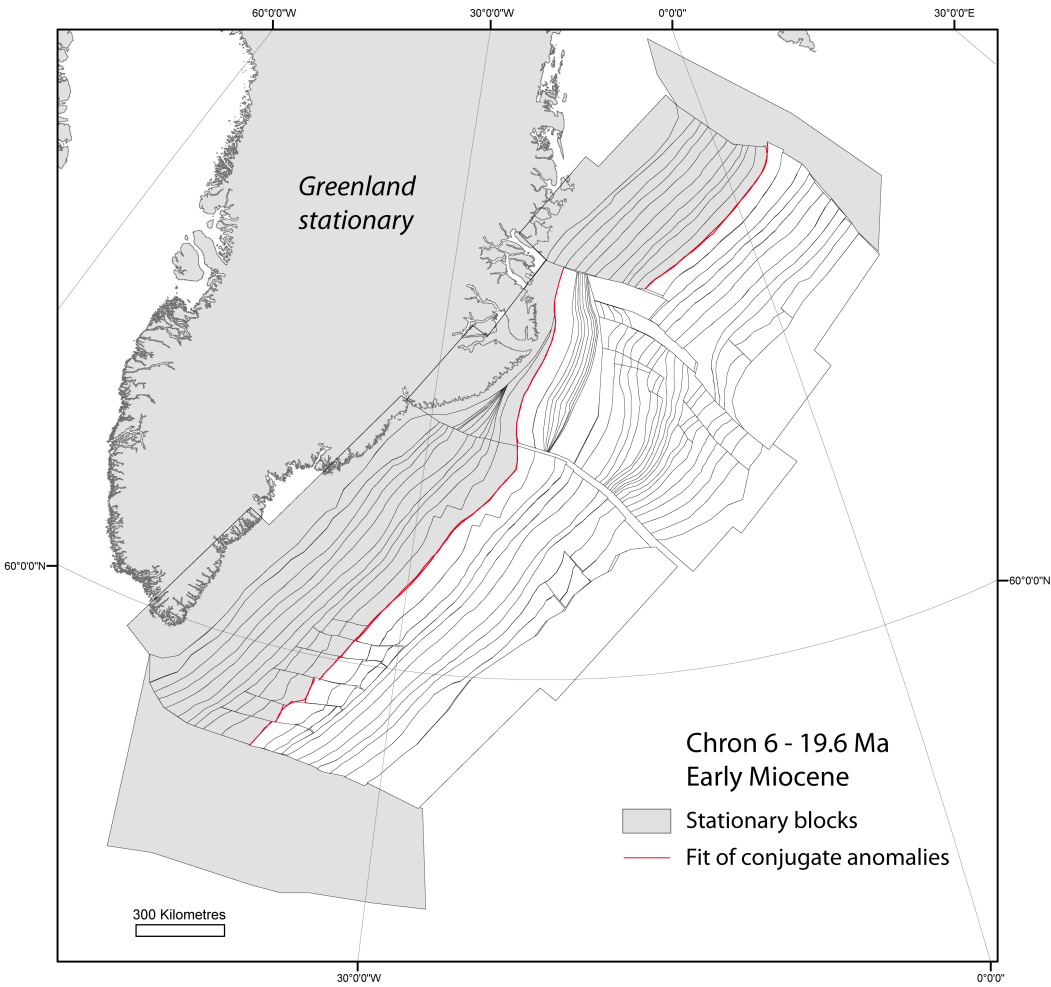 60°0'0"W
30°0'0"W
0°0'0"
30°0'0"E
Greenland
stationary
60°0'0"N
60°0'0"N
Chron 6 - 19.6 Ma
Early Miocene
Stationary blocks
Fit of conjugate anomalies
300 Kilometres
30°0'0"W
0°0'0"